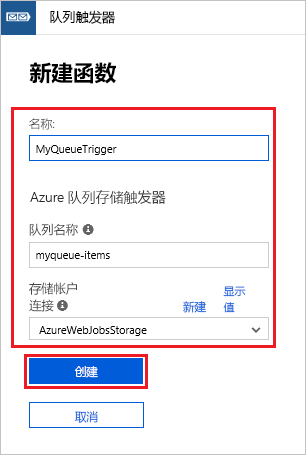 队列触发器
新建函数
名称:
MyQueueTrigger
Azure 队列存储触发器
队列名称
myqueue-items
存储帐户
连接
新建
显示
值
AzureWebJobsStorage
创建
取消